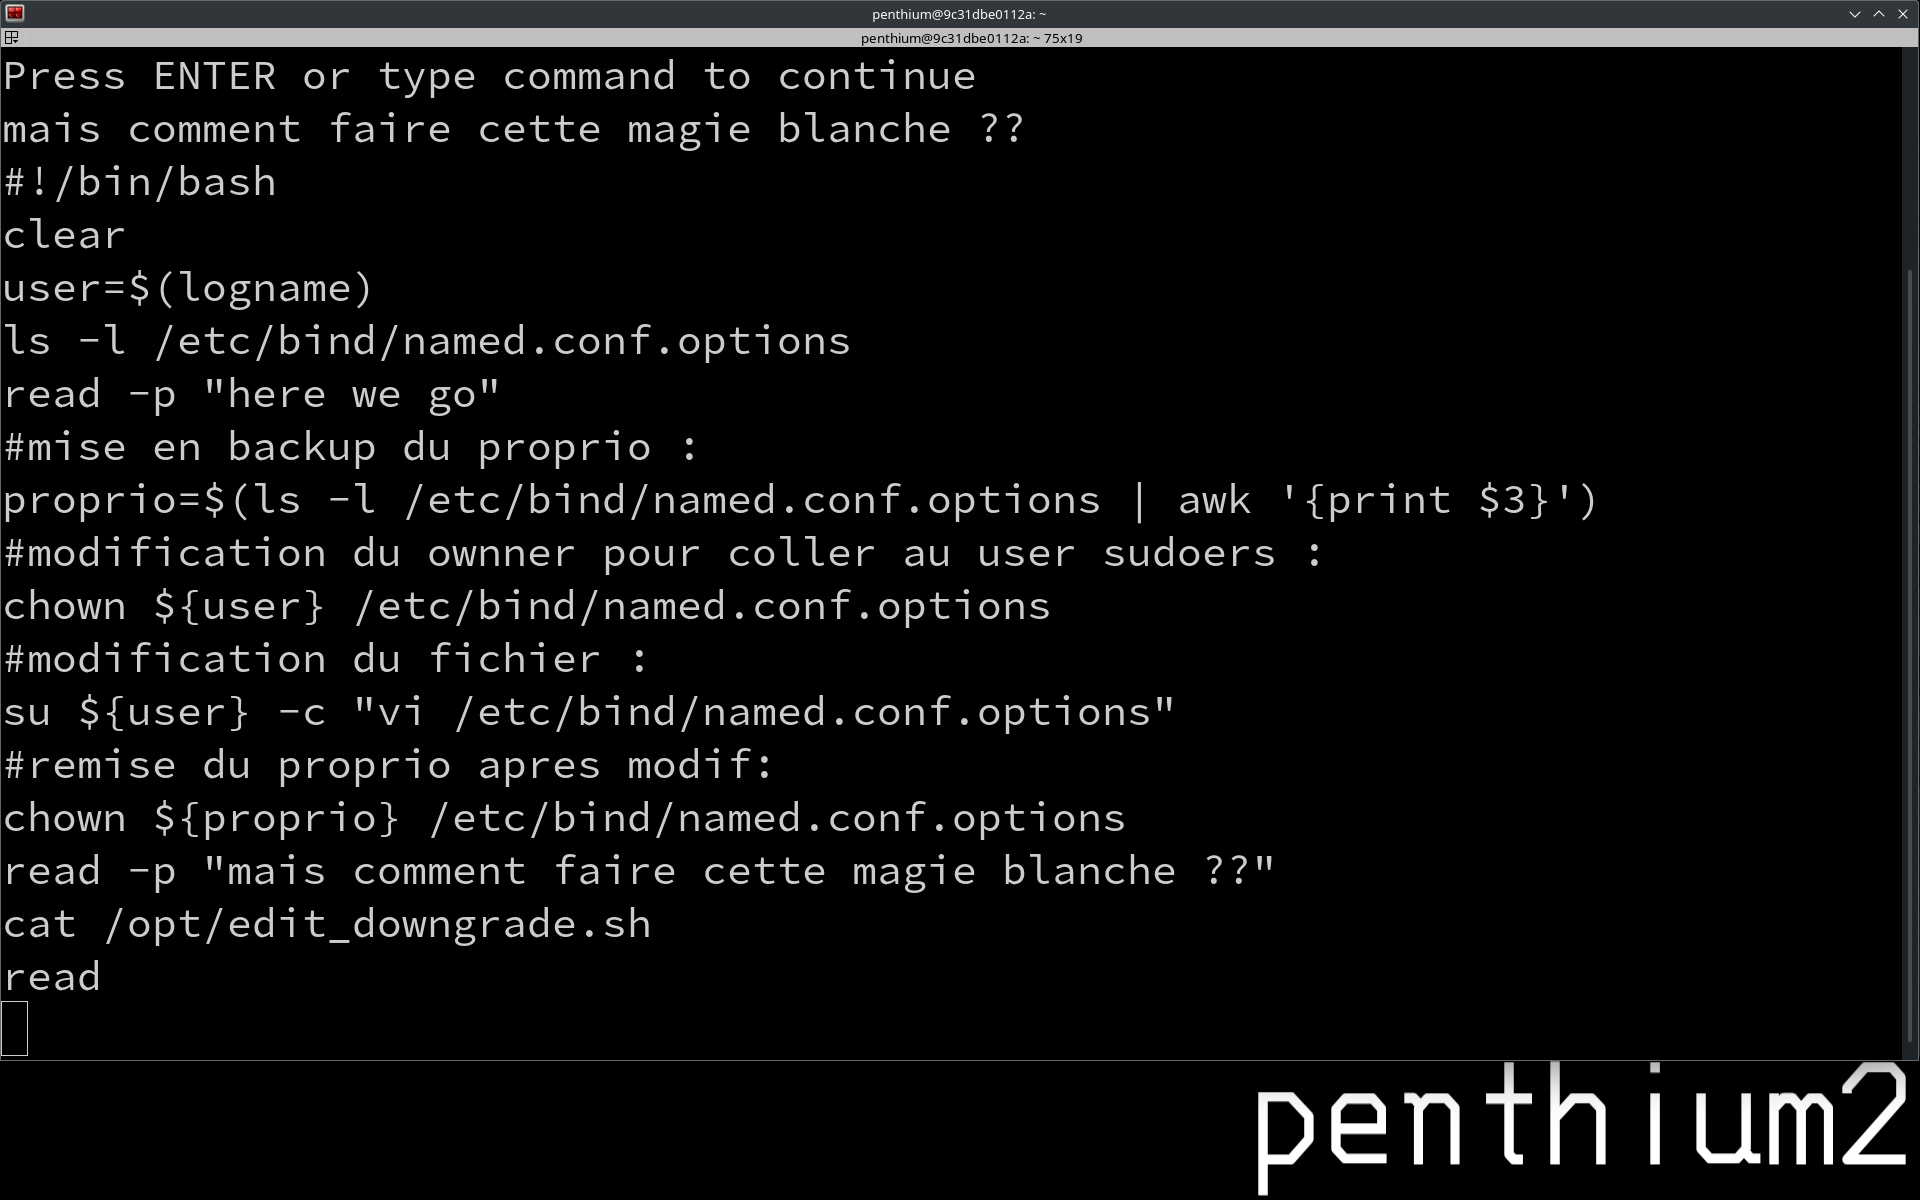 penthium@9c31dbe0112a: ~
penthium@9c31dbe0112a: ~ 75x19
Press ENTER or type command to continue
mais comment faire cette magie blanche ??
#!/bin/bash
clear
user=$(logname)
ls -l /etc/bind/named.conf.options
read -p "here we go"
#mise en backup du proprio :
proprio=$(ls -l /etc/bind/named.conf.options | awk '{print $3}')
#modification du ownner pour coller au user sudoers :
chown ${user} /etc/bind/named.conf.options
#modification du fichier :
su ${user} -c "vi /etc/bind/named.conf.options"
#remise du proprio apres modif:
chown ${proprio} /etc/bind/named.conf.options
read -p "mais comment faire cette magie blanche ??"
cat /opt/edit_downgrade.sh
read
penthium2